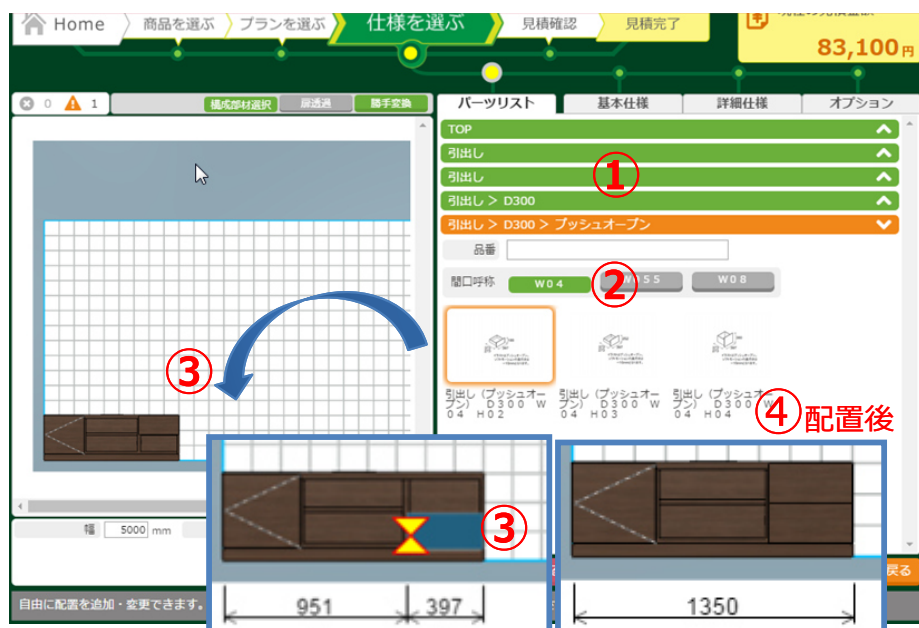 Home
商品を選ぶ
プランを選ぶ
仕様を選ぶ
見積確認
見積完了
83,100円
0 1
構成部材選択
扉透過
勝手変換
パーツリスト
基本仕様
詳細仕様
オプション
TOP
引出し
引出し
①
引出し > D300
引出し > D300 > プッシュオープン
品番
間口呼称
W04
②
W08
③
引出し（プッシュオープン） D300 W04 H02
引出し（プッシュオープン） D300 W04 H03
引出し（プッシュオープン） D300 W04 H04
④配置後
③
幅 5000 mm
戻る
自由に配置を追加・変更できます。
951
397
1350